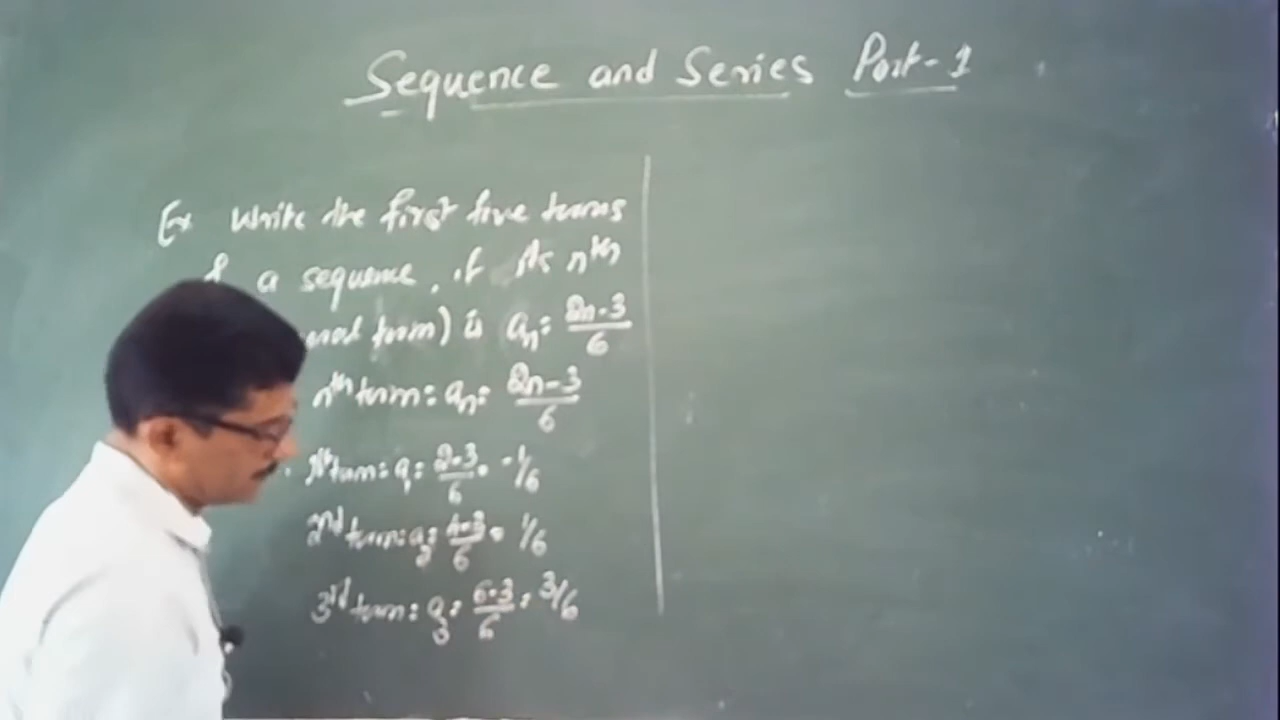 Sequence and Series Part-1
Ex Write the first five terms
of a sequence, if its nth
term) is an = 2n-3/6
nth term = an = 2n-3/6
term = a1 = 2-3/6 = -1/6
2nd term = a2 = 4-3/6 = 1/6
3rd term = a3 = 6-3/6 = 3/6